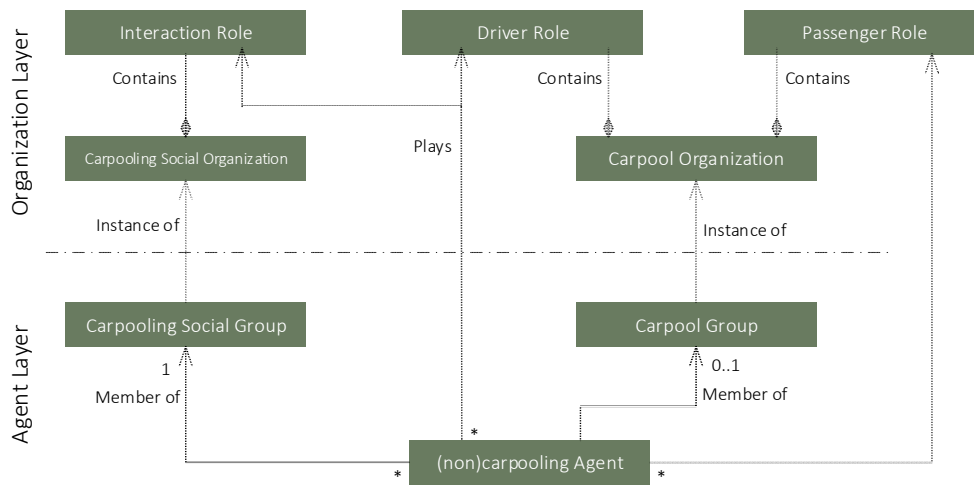 Organization Layer
Interaction Role
Driver Role
Passenger Role
Contains
Contains
Contains
Plays
Carpooling Social Organization
Carpool Organization
Instance of
Instance of
Agent Layer
Carpooling Social Group
Carpool Group
1
0..1
Member of
Member of
*
(non)carpooling Agent
*
*